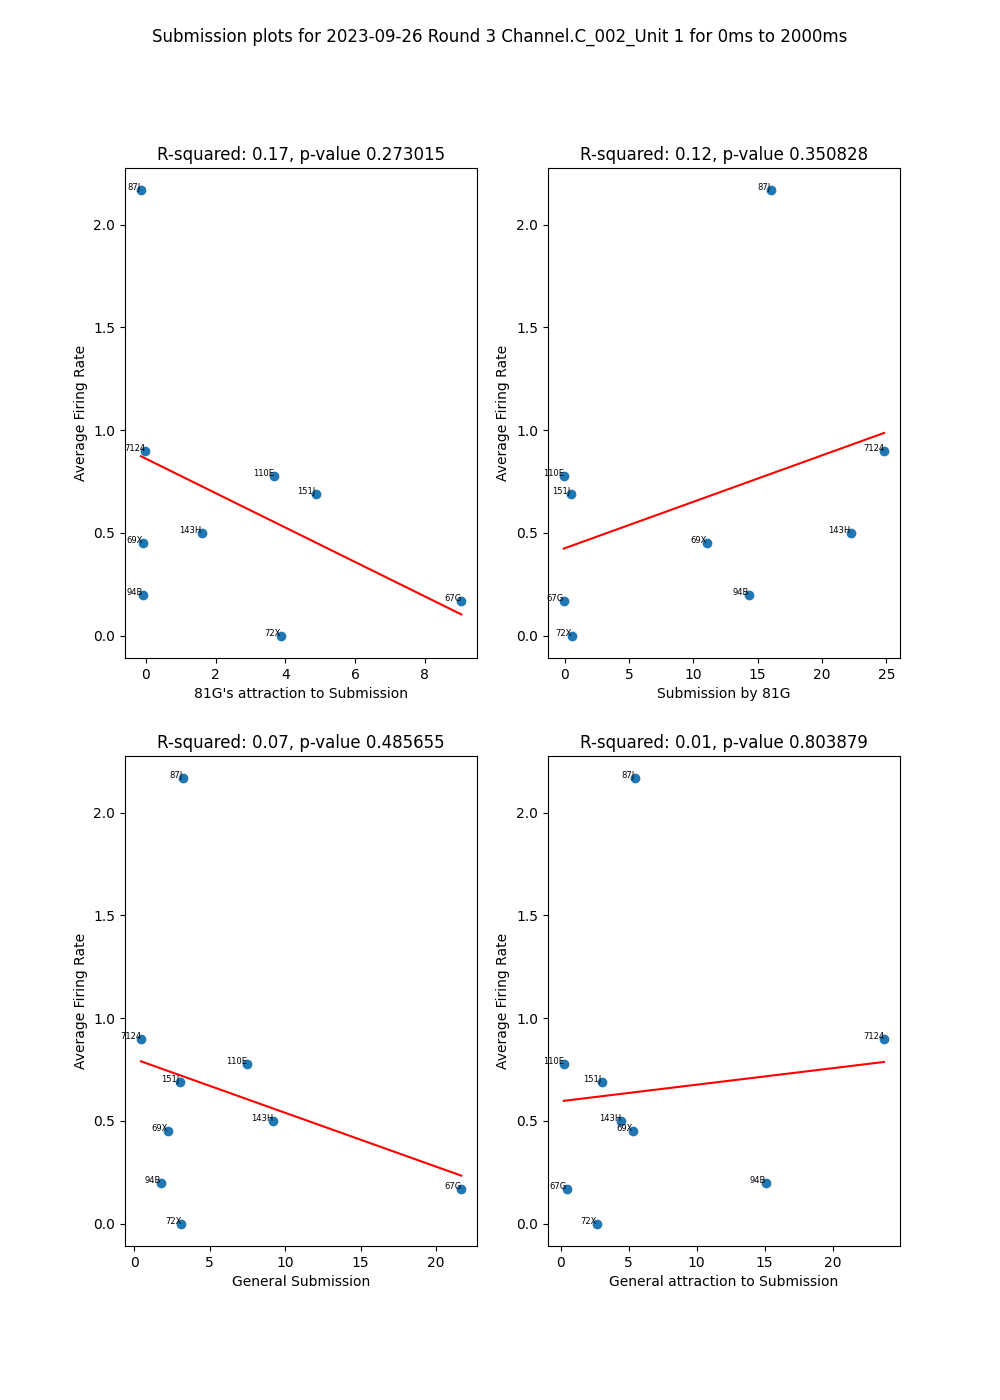 Submission plots for 2023-09-26 Round 3 Channel.C_002_Unit 1 for 0ms to 2000ms
R-squared: 0.17, p-value 0.273015
Average Firing Rate
2.0
1.5
1.0
0.5
0.0
87J
7124
110E
151J
143H
69X
94B
67G
72X
0 2 4 6 8
81G's attraction to Submission
R-squared: 0.12, p-value 0.350828
Average Firing Rate
2.0
1.5
1.0
0.5
0.0
87J
7124
110E
151J
143H
69X
94B
67G
72X
0 5 10 15 20 25
Submission by 81G
R-squared: 0.07, p-value 0.485655
Average Firing Rate
2.0
1.5
1.0
0.5
0.0
87J
7124
110E
151J
143H
69X
94B
67G
72X
0 5 10 15 20
General Submission
R-squared: 0.01, p-value 0.803879
Average Firing Rate
2.0
1.5
1.0
0.5
0.0
87J
7124
110E
151J
143H
69X
94B
67G
72X
0 5 10 15 20
General attraction to Submission